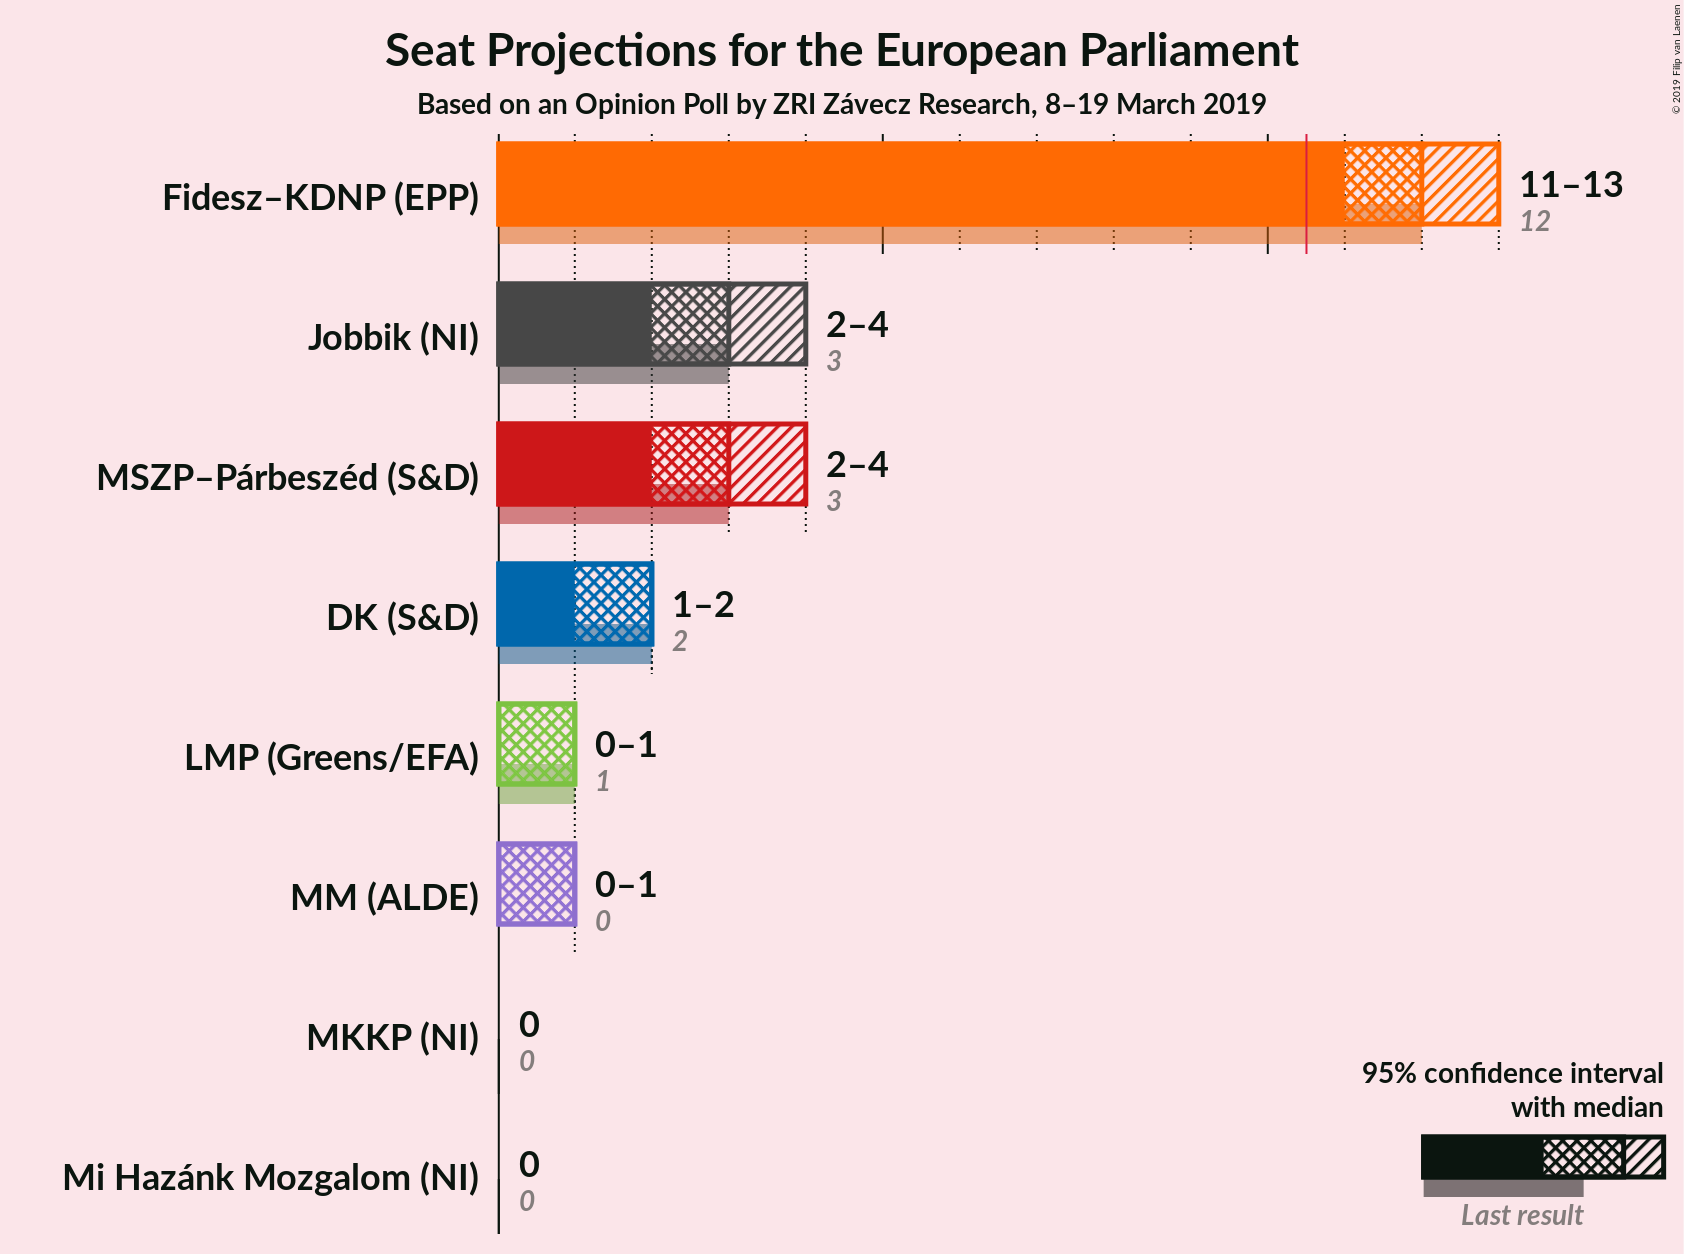 Seat Projections for the European Parliament
Based on an Opinion Poll by ZRI Závecz Research, 8–19 March 2019
© 2019 Filip van Laenen
Fidesz–KDNP (EPP)
11–13
12
Jobbik (NI)
2–4
3
MSZP–Párbeszéd (S&D)
2–4
3
DK (S&D)
1–2
2
LMP (Greens/EFA)
0–1
1
MM (ALDE)
0–1
0
MKKP (NI)
0
0
Mi Hazánk Mozgalom (NI)
0
0
95% confidence interval
with median
Last result